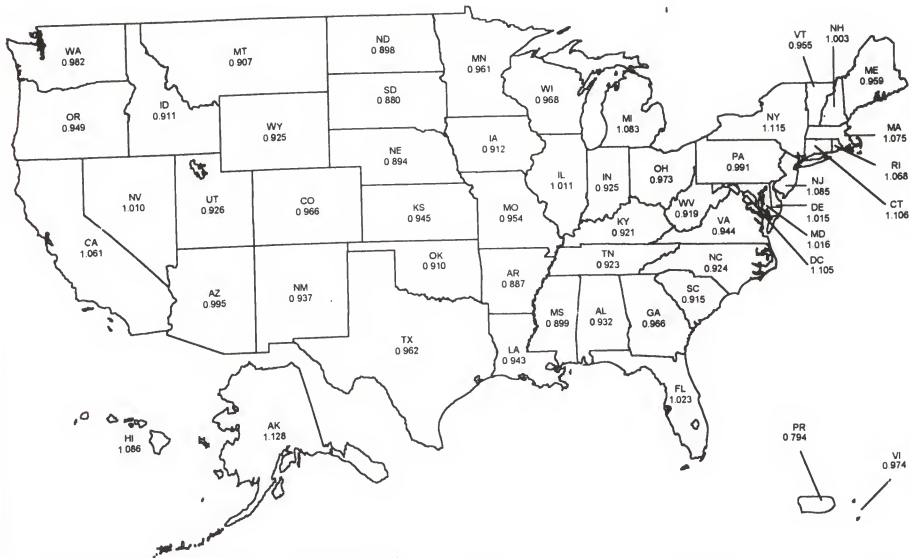 WA
0.982
MT
0.907
ND
0.898
MN
0.961
VT
0.955
NH
1.003
ME
0.959
OR
0.949
ID
0.911
SD
0.880
WI
0.968
MI
1.083
NY
1.115
MA
1.075
WY
0.925
IA
0.912
NE
0.894
PA
0.991
RI
1.068
NV
1.010
UT
0.926
CO
0.966
KS
0.945
MO
0.954
IL
1.011
IN
0.925
OH
0.973
WV
0.919
VA
0.944
NJ
1.085
CT
1.106
DE
1.015
MD
1.016
DC
1.105
CA
1.061
KY
0.921
TN
0.923
NC
0.924
AZ
0.995
NM
0.937
OK
0.910
AR
0.887
SC
0.915
MS
0.899
AL
0.932
GA
0.966
TX
0.962
LA
0.943
FL
1.023
HI
1.086
AK
1.128
PR
0.794
VI
0.974